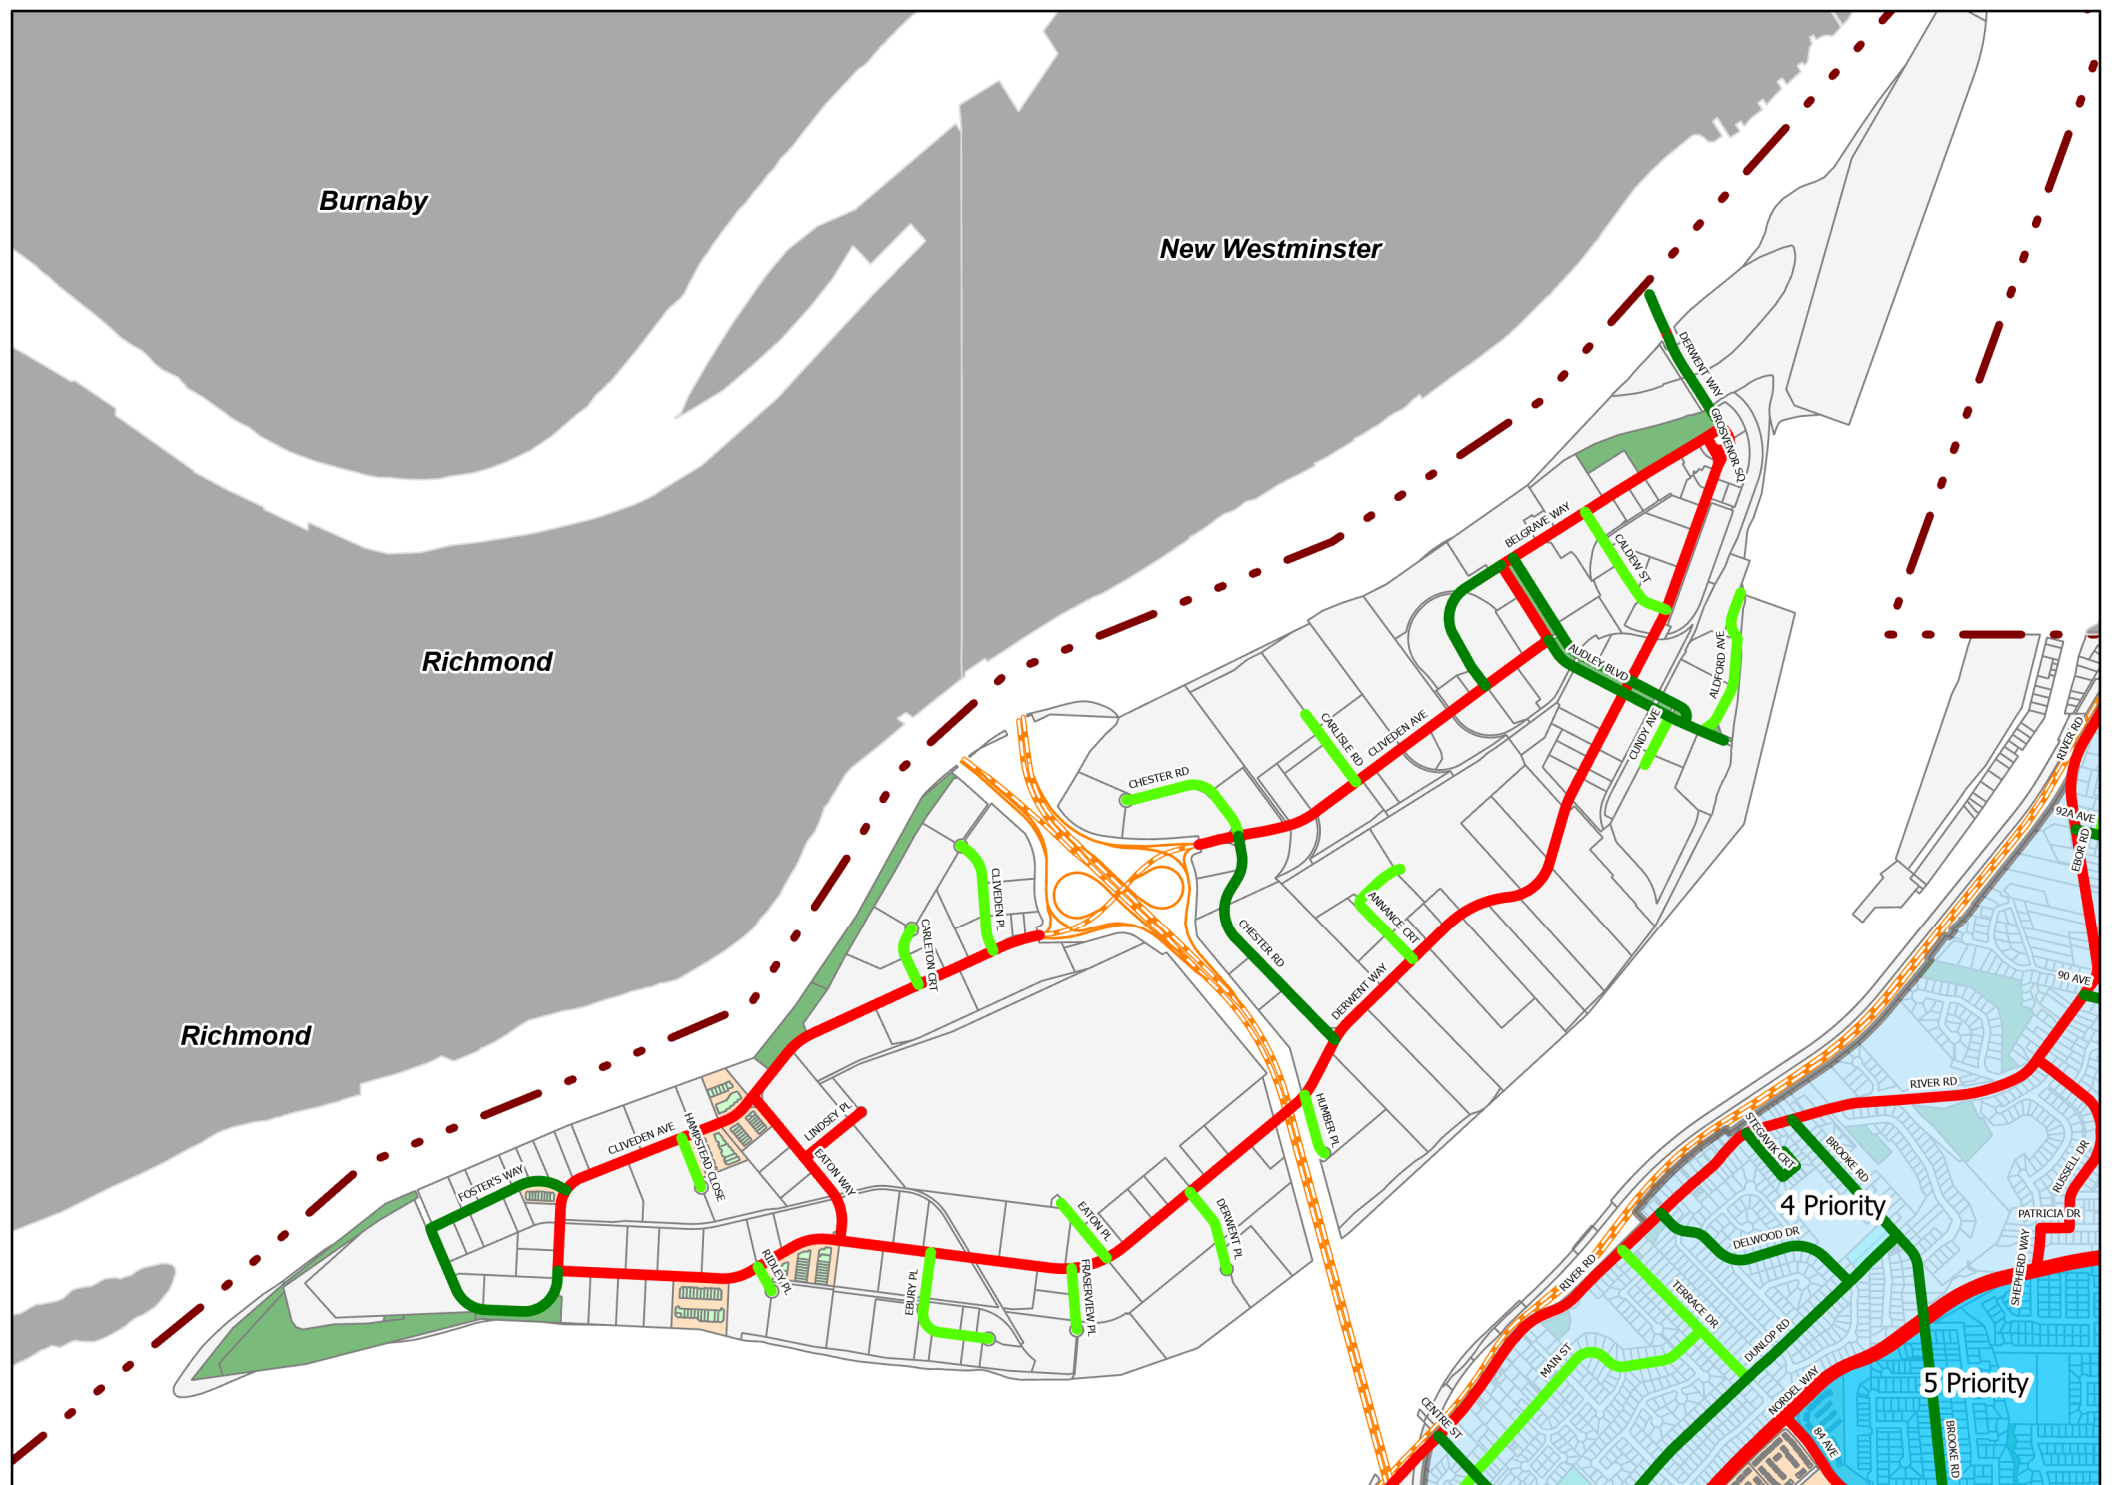 Burnaby
New Westminster
DERWENT WAY
GROSVENOR SQ
BELGRAVE WAY
CALDEW ST
Richmond
AUDLEY BLVD
ALDFORD AVE
CUNDY AVE
CARLISLE RD
CLIVEDEN AVE
RIVER RD
CHESTER RD
92A AVE
EBOR RD
CLIVEDEN PL
CARLETON CRT
ANNANCE CRT
CHESTER RD
DERWENT WAY
90 AVE
Richmond
RIVER RD
LINDSEY PL
HUMBER PL
HAMPSTEAD CLOSE
CLIVEDEN AVE
STEGAVIK CRT
BROOKE RD
RUSSELL DR
EATON WAY
FOSTER'S WAY
4 Priority
EATON PL
DERWENT PL
PATRICIA DR
DELWOOD DR
SHEPHERD WAY
RIVER RD
RIDLEY PL
EBURY PL
FRASERVIEW PL
TERRACE DR
DUNLOP RD
MAIN ST
5 Priority
NORDEL WAY
CENTRE ST
84 AVE
BROOKE RD